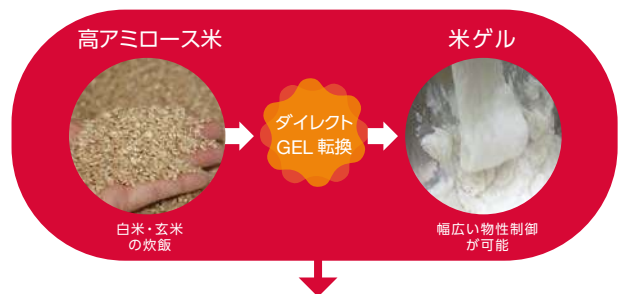 高アミロース米
米ゲル
ダイレクト
GEL 転換
白米・玄米
の炊飯
幅広い物性制御
が可能